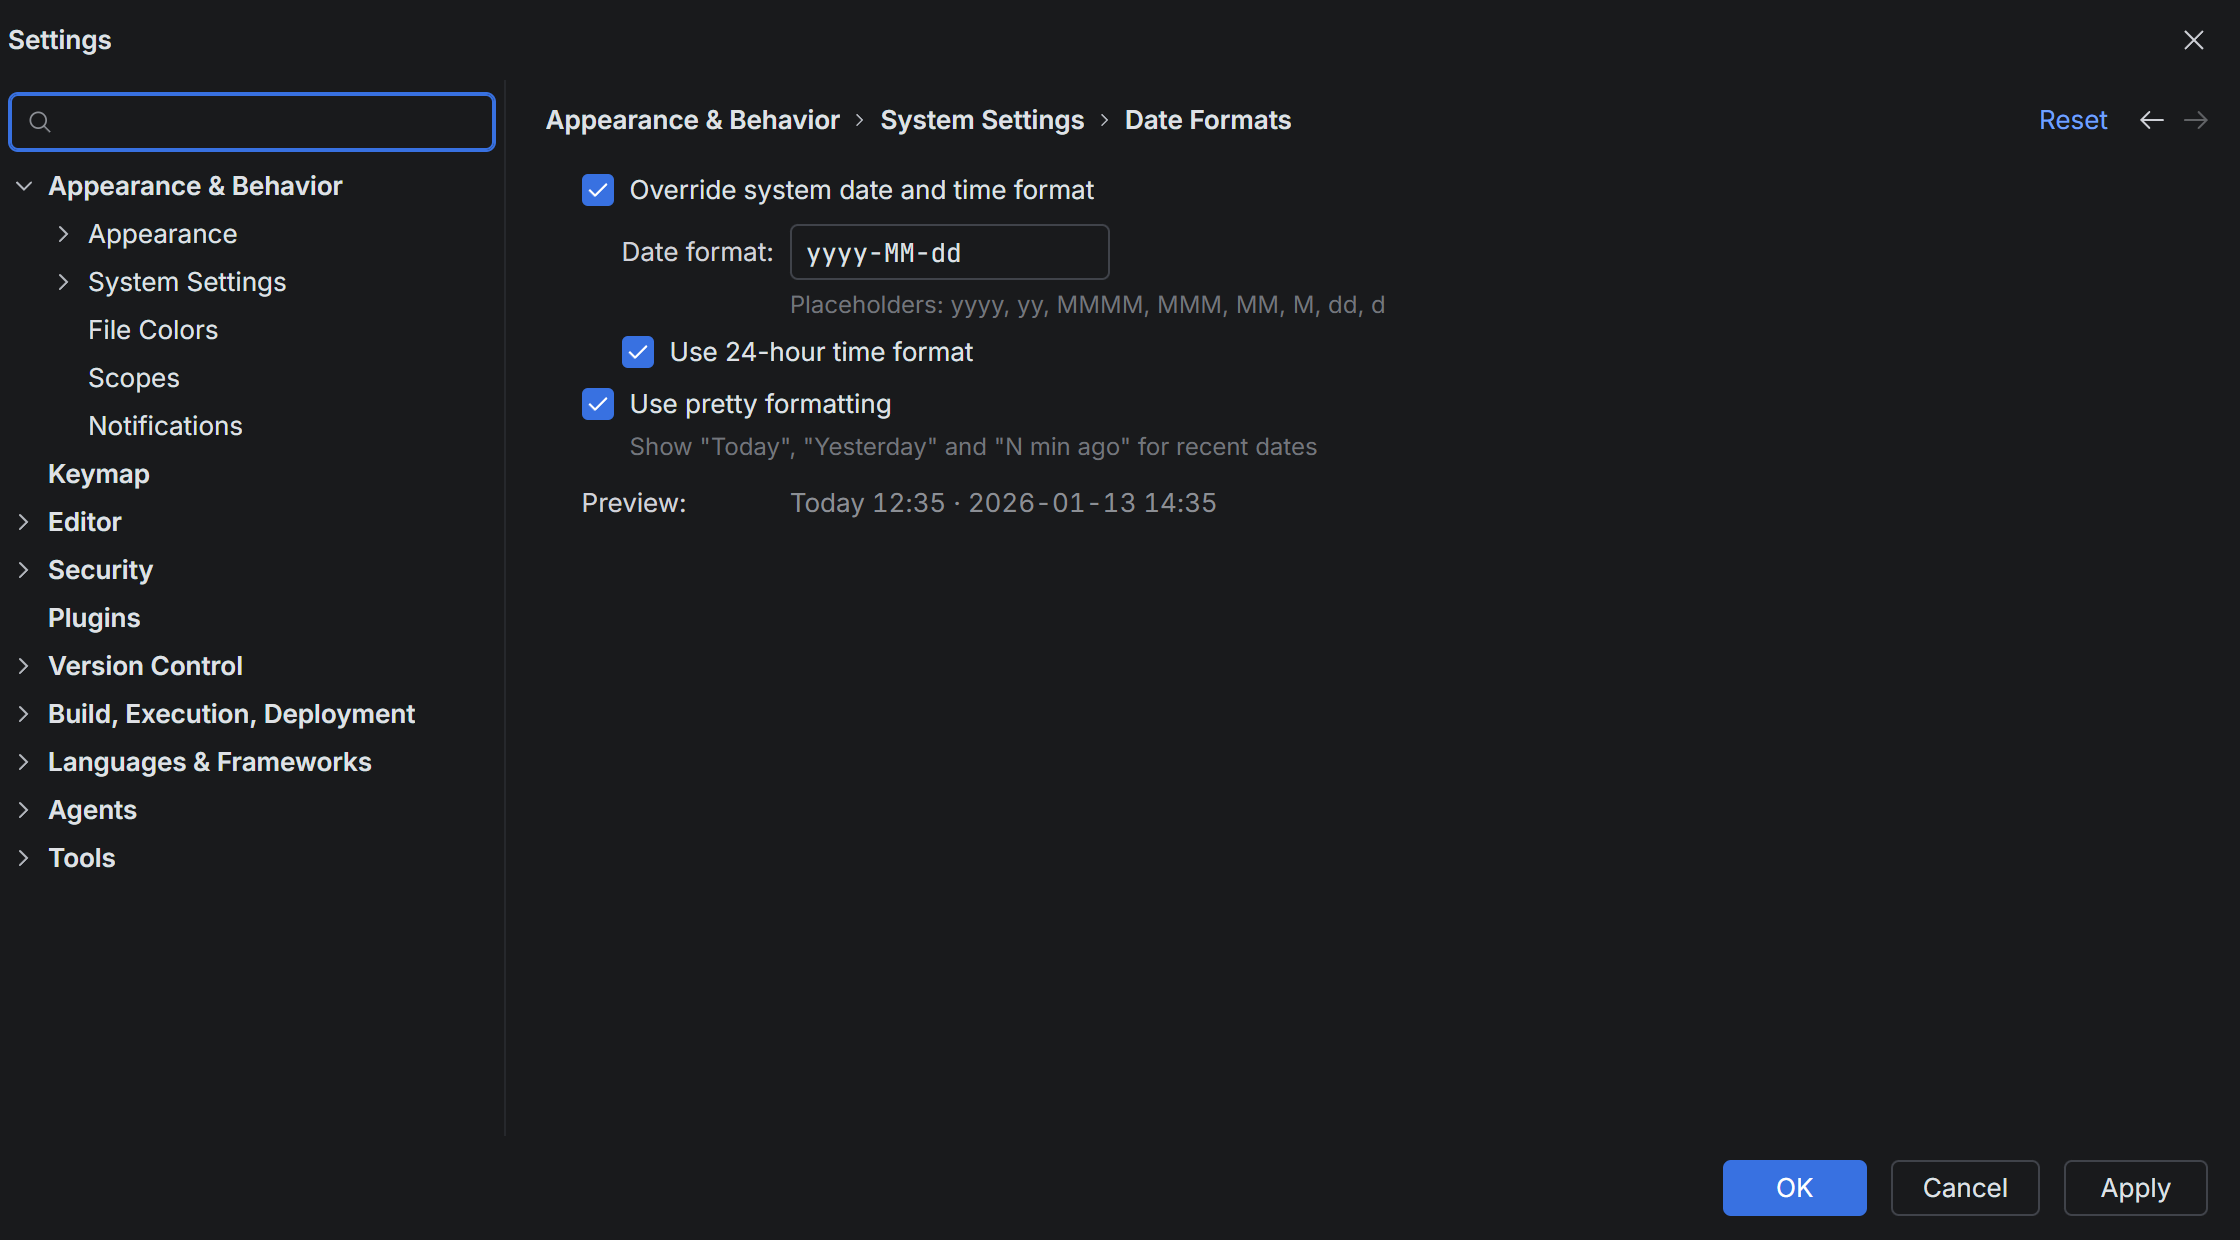 Settings
Appearance & Behavior
Appearance
System Settings
File Colors
Scopes
Notifications
Keymap
Editor
Security
Plugins
Version Control
Build, Execution, Deployment
Languages & Frameworks
Agents
Tools
Appearance & Behavior › System Settings › Date Formats
Reset
Override system date and time format
Date format: yyyy-MM-dd
Placeholders: yyyy, yy, MMMM, MMM, MM, M, dd, d
Use 24-hour time format
Use pretty formatting
Show "Today", "Yesterday" and "N min ago" for recent dates
Preview: Today 12:35 · 2026-01-13 14:35
OK
Cancel
Apply